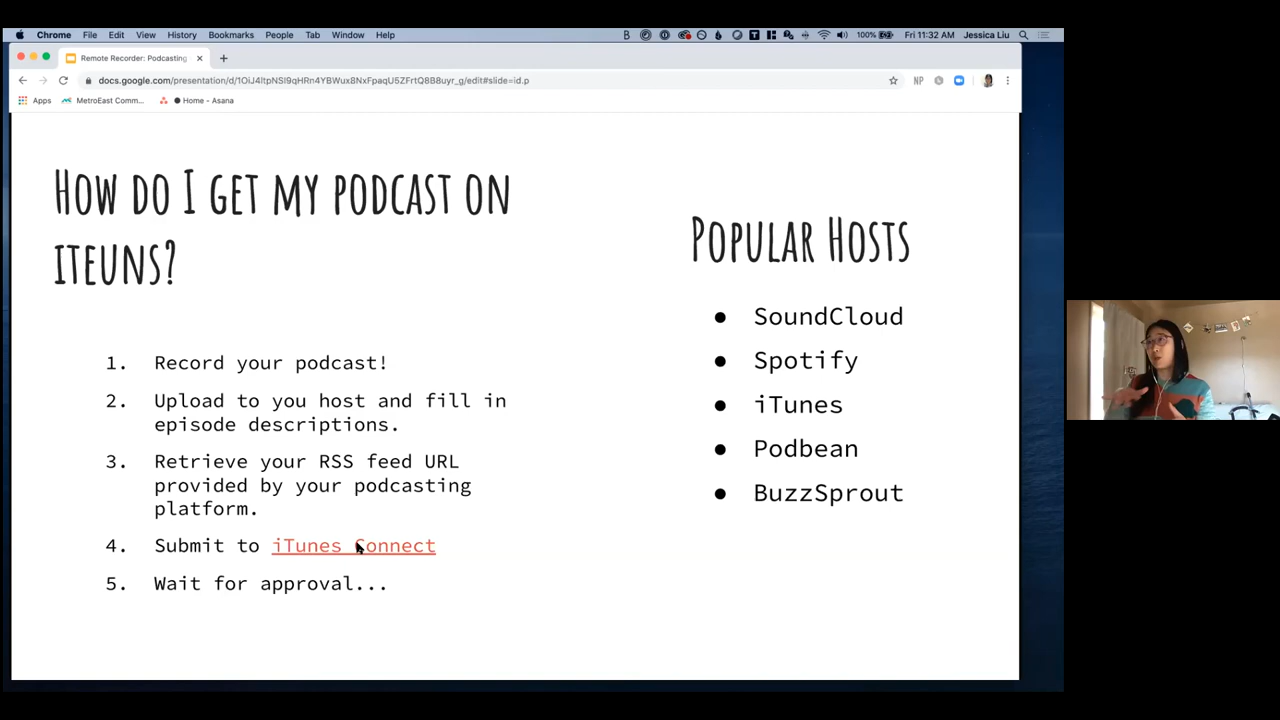 Chrome File Edit View History Bookmarks People Tab Window Help 100% Fri 11:32 AM Jessica Liu
Remote Recorder: Podcasting
docs.google.com/presentation/d/1OiJ4ltpNSl9qHRn4YBWux8NxFpaqU5ZFrtQ8B8uyr_g/edit#slide=id.p NP
Apps MetroEast Comm... Home - Asana
HOW DO I GET MY PODCAST ON
ITEUNS?
1. Record your podcast!
2. Upload to you host and fill in
episode descriptions.
3. Retrieve your RSS feed URL
provided by your podcasting
platform.
4. Submit to iTunes Connect
5. Wait for approval...
POPULAR HOSTS
● SoundCloud
● Spotify
● iTunes
● Podbean
● BuzzSprout